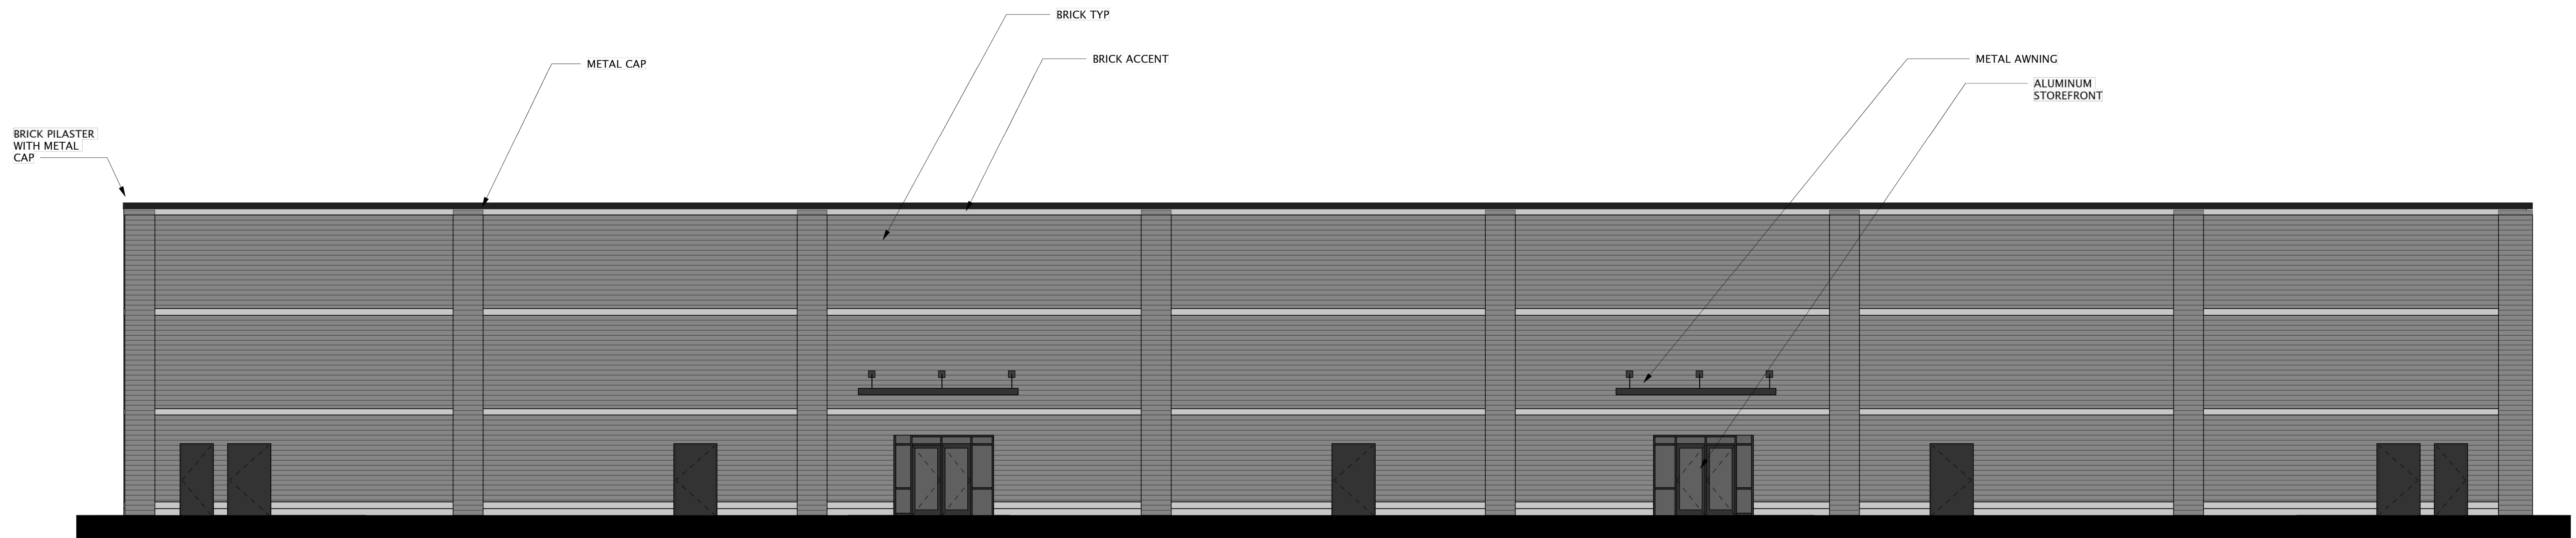 BRICK TYP
BRICK ACCENT
METAL CAP
METAL AWNING
ALUMINUM
STOREFRONT
BRICK PILASTER
WITH METAL
CAP